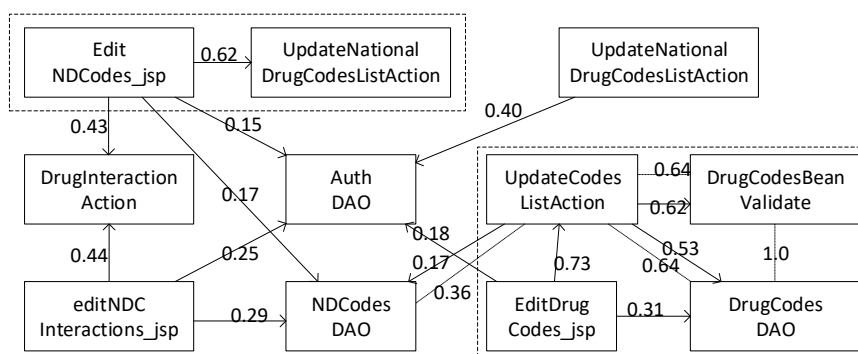 Edit
NDCodes_jsp
0.62
UpdateNational
DrugCodesListAction
UpdateNational
DrugCodesListAction
0.43
0.15
0.40
DrugInteraction
Action
Auth
DAO
UpdateCodes
ListAction
0.64
0.62
DrugCodesBean
Validate
0.17
0.44
0.25
0.18
0.17
0.36
0.73
0.53
0.64
1.0
editNDC
Interactions_jsp
0.29
NDCodes
DAO
EditDrug
Codes_jsp
0.31
DrugCodes
DAO